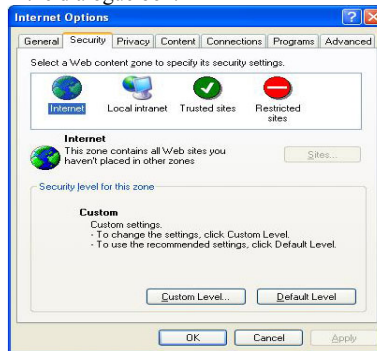 Internet Options
General Security Privacy Content Connections Programs Advanced
Select a Web content zone to specify its security settings.
Internet Local intranet Trusted sites Restricted sites
Internet
This zone contains all Web sites you
haven't placed in other zones
Sites...
Security level for this zone
Custom
Custom settings.
- To change the settings, click Custom Level.
- To use the recommended settings, click Default Level.
Custom Level... Default Level
OK Cancel Apply